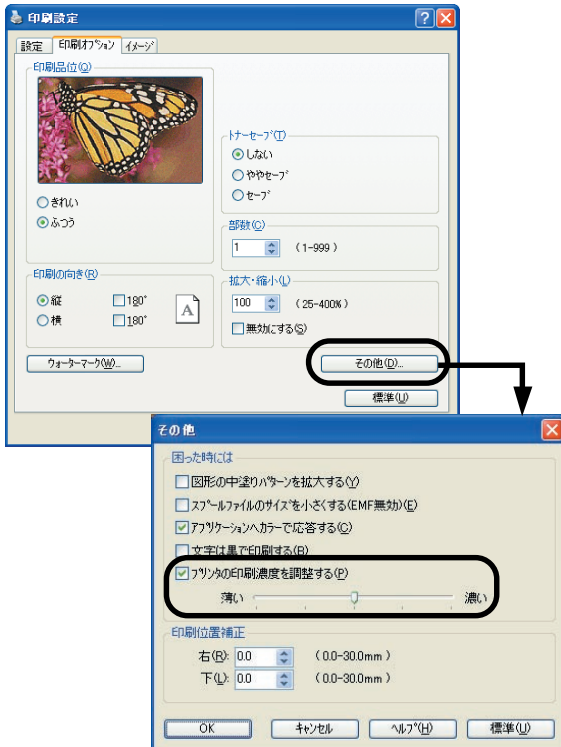 印刷設定
設定 印刷オプション イメージ
印刷品位(Q)
きれい
ふつう
トナーセーブ(T)
しない
ややセーブ
セーブ
部数(C)
1 (1-999)
印刷の向き(R)
縦 180°
横 180°
A
拡大・縮小(L)
100 (25-400%)
無効にする(S)
ウォーターマーク(W)...
その他(D)...
標準(U)
その他
困った時には
図形の中塗りパターンを拡大する(Y)
スプールファイルのサイズを小さくする(EMF無効)(E)
アプリケーションへカラーで応答する(C)
文字は黒で印刷する(B)
プリンタの印刷濃度を調整する(P)
薄い 濃い
印刷位置補正
右(R): 0.0 (0.0-30.0mm)
下(L): 0.0 (0.0-30.0mm)
OK キャンセル ヘルプ(H) 標準(U)